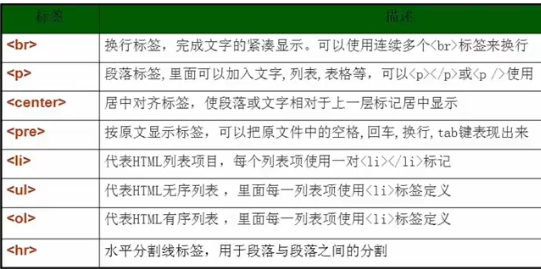 标签 描述
<br> 换行标签，完成文字的紧凑显示。可以使用连续多个<br>标签来换行
<p> 段落标签,里面可以加入文字,列表,表格等，可以<p></p>或<p />使用
<center> 居中对齐标签，使段落或文字相对于上一层标记居中显示
<pre> 按原文显示标签，可以把原文件中的空格,回车,换行,tab键表现出来
<li> 代表HTML列表项目，每个列表项使用一对<li></li>标记
<ul> 代表HTML无序列表 ，里面每一列表项使用<li>标签定义
<ol> 代表HTML有序列表 ，里面每一列表项使用<li>标签定义
<hr> 水平分割线标签，用于段落与段落之间的分割